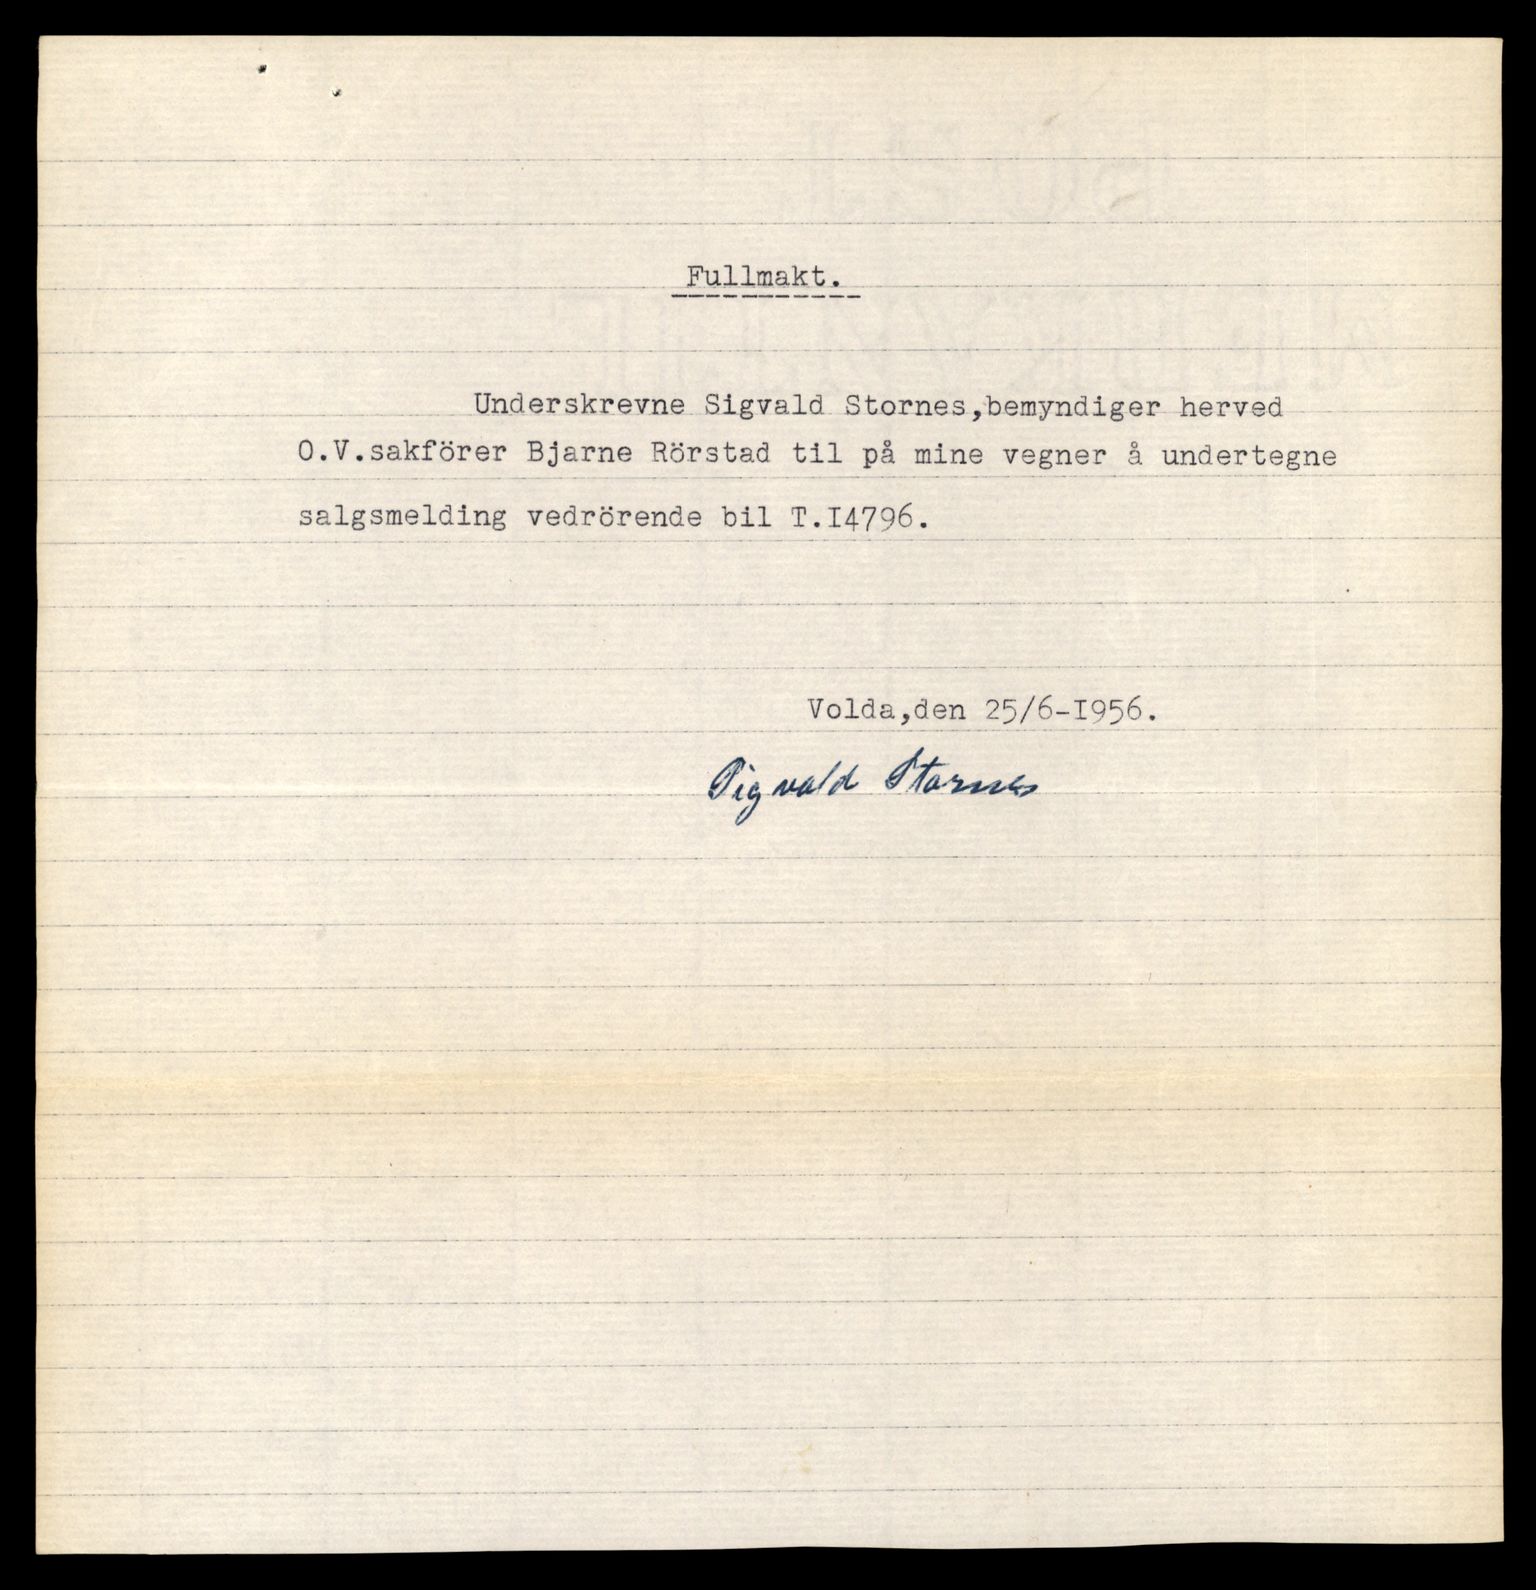 Fullmakt.
Underskrevne Sigvald Stornes,bemyndiger herved
O.V.sakförer Bjarne Rörstad til på mine vegner å undertegne
salgsmelding vedrörende bil T.I4796.
Volda,den 25/6-I956.
Sigvald Stornes